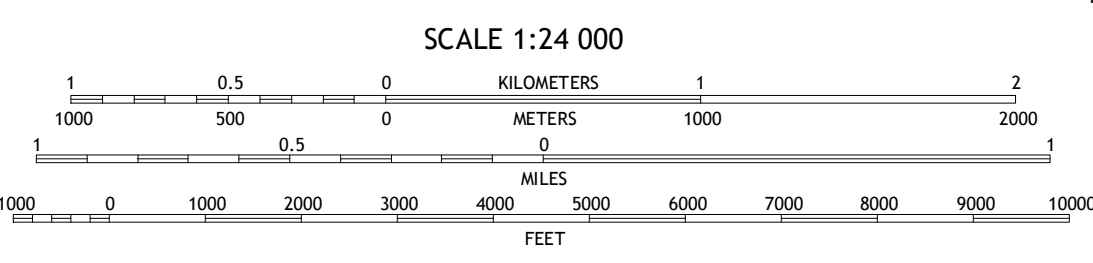 SCALE 1:24 000
1 0.5 0 KILOMETERS 1 2
1000 500 0 METERS 1000 2000
1 0.5 0 1
MILES
1000 0 1000 2000 3000 4000 5000 6000 7000 8000 9000 10000
FEET